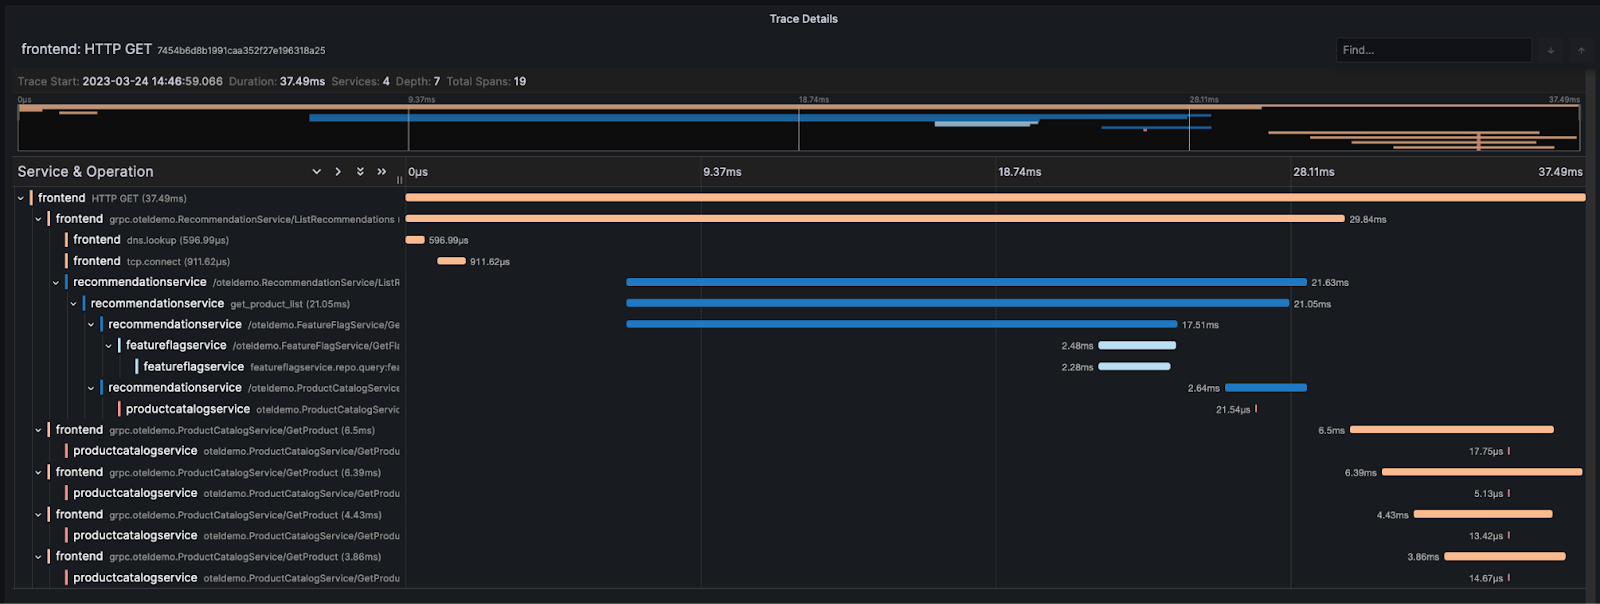 Trace Details
frontend: HTTP GET 7454b6d8b1991caa352f27e196318a25
Find...
Trace Start: 2023-03-24 14:46:59.066 Duration: 37.49ms Services: 4 Depth: 7 Total Spans: 19
0µs 9.37ms 18.74ms 28.11ms 37.49ms
Service & Operation 0µs 9.37ms 18.74ms 28.11ms 37.49ms
frontend HTTP GET (37.49ms)
frontend grpc.oteldemo.RecommendationService/ListRecommendations 29.84ms
frontend dns.lookup (596.99µs) 596.99µs
frontend tcp.connect (911.62µs) 911.62µs
recommendationservice /oteldemo.RecommendationService/ListR 21.63ms
recommendationservice get_product_list (21.05ms) 21.05ms
recommendationservice /oteldemo.FeatureFlagService/Ge 17.51ms
featureflagservice /oteldemo.FeatureFlagService/GetFla 2.48ms
featureflagservice featureflagservice.repo.query:fea 2.28ms
recommendationservice /oteldemo.ProductCatalogService 2.64ms
productcatalogservice oteldemo.ProductCatalogServic 21.54µs
frontend grpc.oteldemo.ProductCatalogService/GetProduct (6.5ms) 6.5ms
productcatalogservice oteldemo.ProductCatalogService/GetProdu 17.75µs
frontend grpc.oteldemo.ProductCatalogService/GetProduct (6.39ms) 6.39ms
productcatalogservice oteldemo.ProductCatalogService/GetProdu 5.13µs
frontend grpc.oteldemo.ProductCatalogService/GetProduct (4.43ms) 4.43ms
productcatalogservice oteldemo.ProductCatalogService/GetProdu 13.42µs
frontend grpc.oteldemo.ProductCatalogService/GetProduct (3.86ms) 3.86ms
productcatalogservice oteldemo.ProductCatalogService/GetProdu 14.67µs